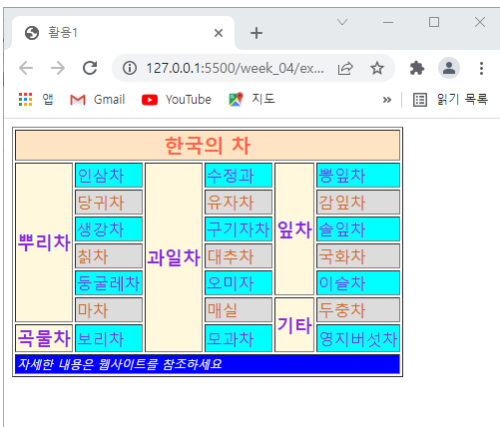 활용1
127.0.0.1:5500/week_04/ex...
앱 Gmail YouTube 지도 » 읽기 목록
한국의 차
뿌리차 인삼차 과일차 수정과 잎차 뽕잎차
당귀차 유자차 감잎차
생강차 구기자차 솔잎차
칡차 대추차 국화차
둥굴레차 오미자 이슬차
마차 매실 기타 두충차
곡물차 보리차 모과차 영지버섯차
자세한 내용은 웹사이트를 참조하세요